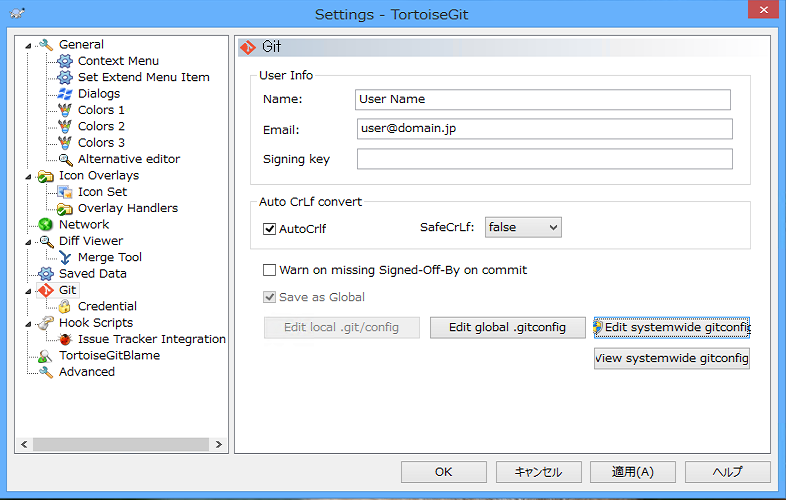 Settings - TortoiseGit
General
Context Menu
Set Extend Menu Item
Dialogs
Colors 1
Colors 2
Colors 3
Alternative editor
Icon Overlays
Icon Set
Overlay Handlers
Network
Diff Viewer
Merge Tool
Saved Data
Git
Credential
Hook Scripts
Issue Tracker Integration
TortoiseGitBlame
Advanced
Git
User Info
Name: User Name
Email: user@domain.jp
Signing key
Auto CrLf convert
AutoCrlf SafeCrLf: false
Warn on missing Signed-Off-By on commit
Save as Global
Edit local .git/config Edit global .gitconfig Edit systemwide gitconfig
View systemwide gitconfig
OK キャンセル 適用(A) ヘルプ